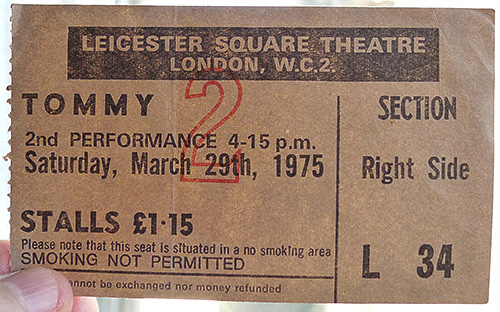 LEICESTER SQUARE THEATRE
LONDON, W.C.2.
TOMMY
2
2nd PERFORMANCE 4-15 p.m.
Saturday, March 29th, 1975
STALLS £1·15
Please note that this seat is situated in a no smoking area
SMOKING NOT PERMITTED
cannot be exchanged nor money refunded
SECTION
Right Side
L 34